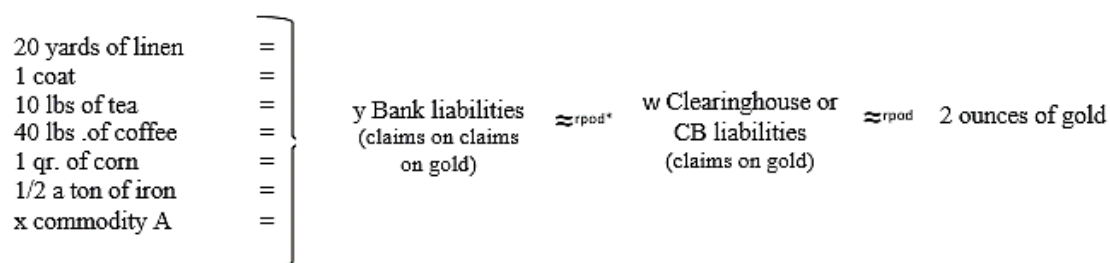 20 yards of linen =
1 coat =
10 lbs of tea =
40 lbs .of coffee =
1 qr. of corn =
1/2 a ton of iron =
x commodity A =
y Bank liabilities
(claims on claims
on gold)
≈rpod*
w Clearinghouse or
CB liabilities
(claims on gold)
≈rpod
2 ounces of gold